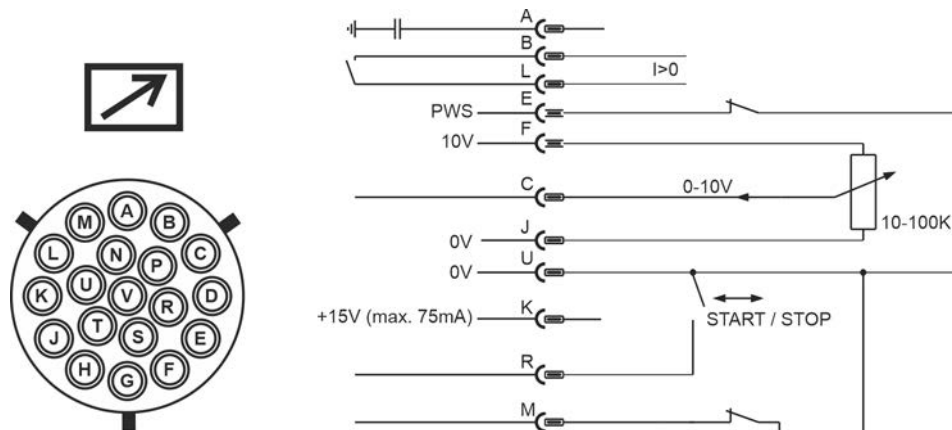 A
B
L
I>0
PWS
E
10V
F
C
0-10V
10-100K
0V
J
0V
U
START / STOP
+15V (max. 75mA)
K
R
M
A
M
B
L
N
P
C
K
U
V
R
D
J
T
S
E
H
G
F